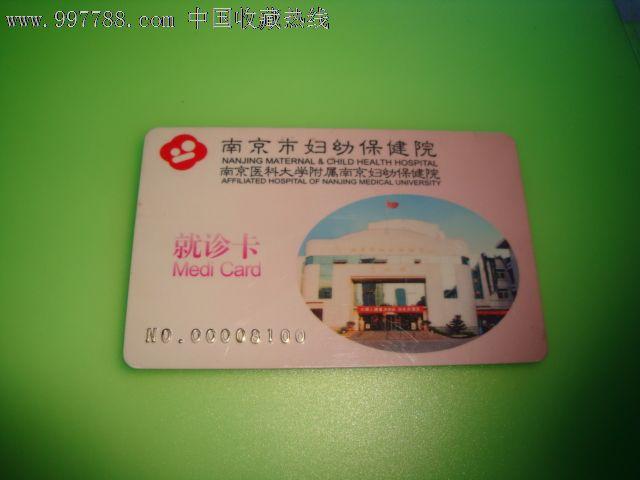 www.997788.com 中国收藏热线
南京市妇幼保健院
NANJING MATERNAL & CHILD HEALTH HOSPITAL
南京医科大学附属南京妇幼保健院
AFFILIATED HOSPITAL OF NANJING MEDICAL UNIVERSITY
就诊卡
Medi Card
NO.00008100